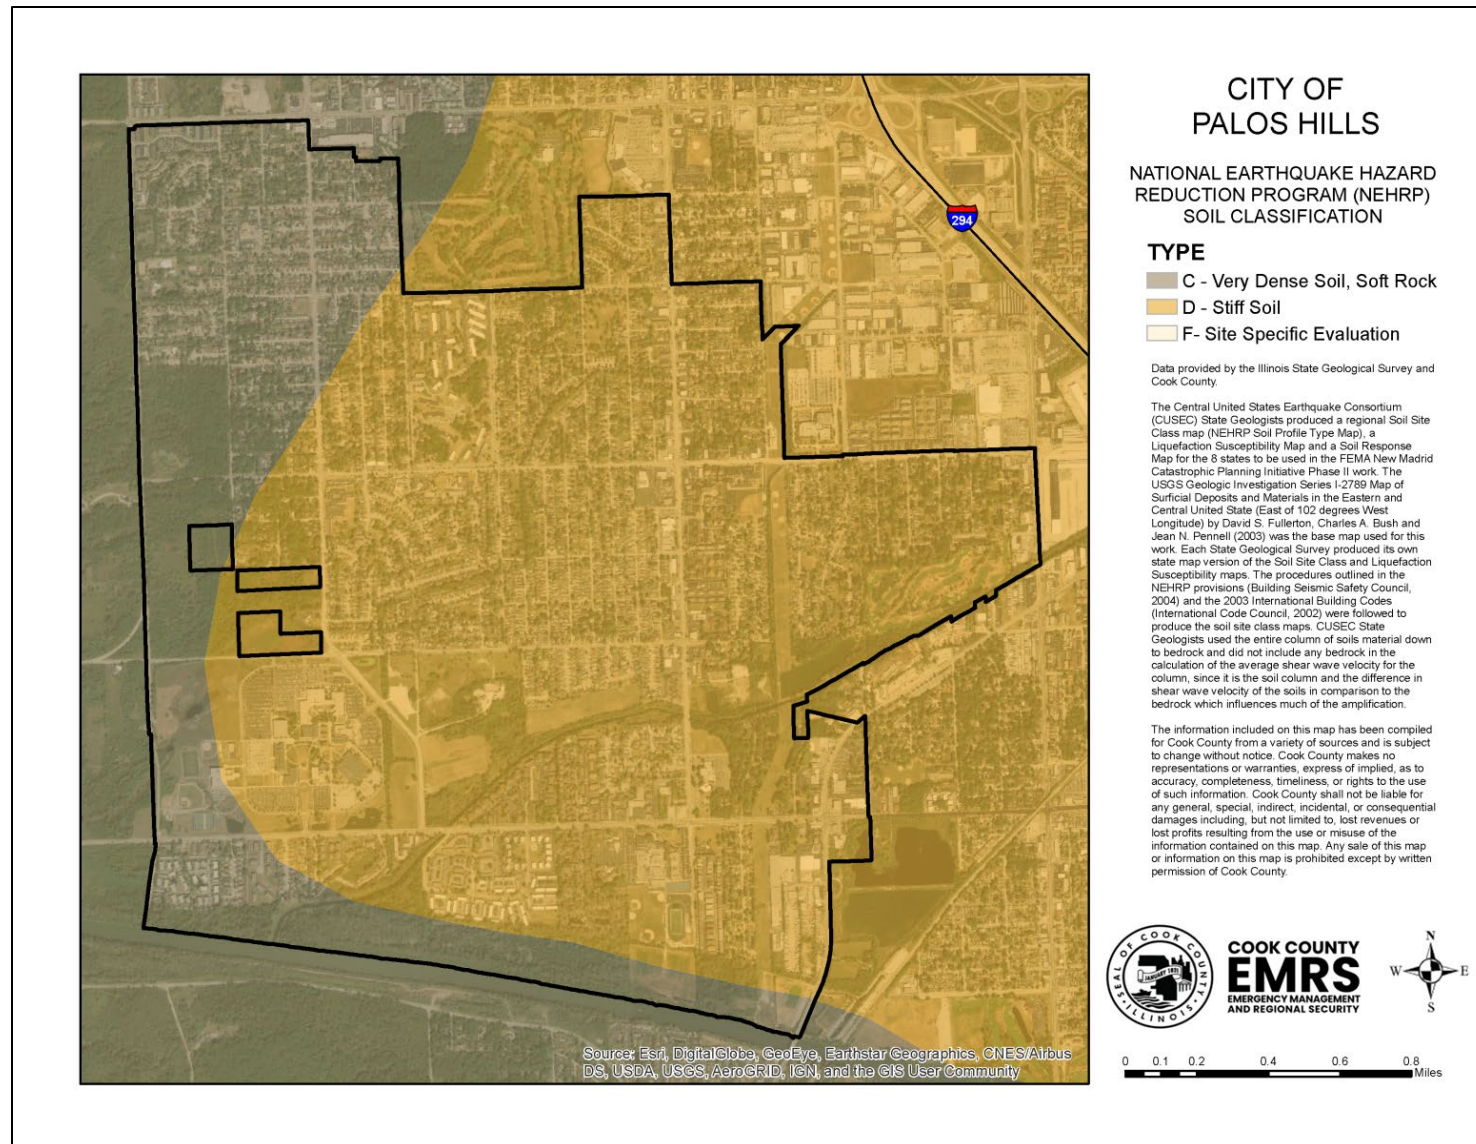 CITY OF
PALOS HILLS
NATIONAL EARTHQUAKE HAZARD
REDUCTION PROGRAM (NEHRP)
SOIL CLASSIFICATION
TYPE
C - Very Dense Soil, Soft Rock
D - Stiff Soil
F- Site Specific Evaluation
Data provided by the Illinois State Geological Survey and
Cook County.
The Central United States Earthquake Consortium
(CUSEC) State Geologists produced a regional Soil Site
Class map (NEHRP Soil Profile Type Map), a
Liquefaction Susceptibility Map and a Soil Response
Map for the 8 states to be used in the FEMA New Madrid
Catastrophic Planning Initiative Phase II work. The
USGS Geologic Investigation Series I-2789 Map of
Surficial Deposits and Materials in the Eastern and
Central United State (East of 102 degrees West
Longitude) by David S. Fullerton, Charles A. Bush and
Jean N. Pennell (2003) was the base map used for this
work. Each State Geological Survey produced its own
state map version of the Soil Site Class and Liquefaction
Susceptibility maps. The procedures outlined in the
NEHRP provisions (Building Seismic Safety Council,
2004) and the 2003 International Building Codes
(International Code Council, 2002) were followed to
produce the soil site class maps. CUSEC State
Geologists used the entire column of soils material down
to bedrock and did not include any bedrock in the
calculation of the average shear wave velocity for the
column, since it is the soil column and the difference in
shear wave velocity of the soils in comparison to the
bedrock which influences much of the amplification.
The information included on this map has been compiled
for Cook County from a variety of sources and is subject
to change without notice. Cook County makes no
representations or warranties, express of implied, as to
accuracy, completeness, timeliness, or rights to the use
of such information. Cook County shall not be liable for
any general, special, indirect, incidental, or consequential
damages including, but not limited to, lost revenues or
lost profits resulting from the use or misuse of the
information contained on this map. Any sale of this map
or information on this map is prohibited except by written
permission of Cook County.
294
Source: Esri, DigitalGlobe, GeoEye, Earthstar Geographics, CNES/Airbus
DS, USDA, USGS, AeroGRID, IGN, and the GIS User Community
SEAL OF COOK COUNTY
JANUARY 1831
ILLINOIS
COOK COUNTY
EMRS
EMERGENCY MANAGEMENT
AND REGIONAL SECURITY
N
W E
S
0 0.1 0.2 0.4 0.6 0.8
Miles